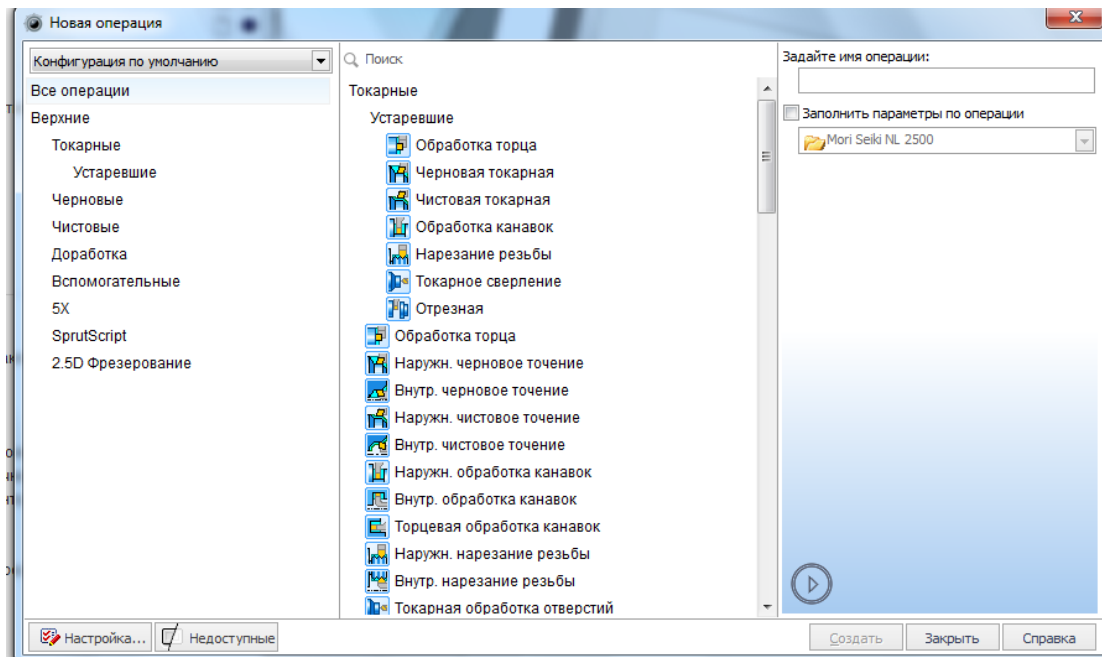 Новая операция
Конфигурация по умолчанию
Все операции
Верхние
Токарные
Устаревшие
Черновые
Чистовые
Доработка
Вспомогательные
5X
SprutScript
2.5D Фрезерование
Поиск
Токарные
Устаревшие
Обработка торца
Черновая токарная
Чистовая токарная
Обработка канавок
Нарезание резьбы
Токарное сверление
Отрезная
Обработка торца
Наружн. черновое точение
Внутр. черновое точение
Наружн. чистовое точение
Внутр. чистовое точение
Наружн. обработка канавок
Внутр. обработка канавок
Торцевая обработка канавок
Наружн. нарезание резьбы
Внутр. нарезание резьбы
Токарная обработка отверстий
Задайте имя операции:
Заполнить параметры по операции
Mori Seiki NL 2500
Настройка...
Недоступные
Создать
Закрыть
Справка